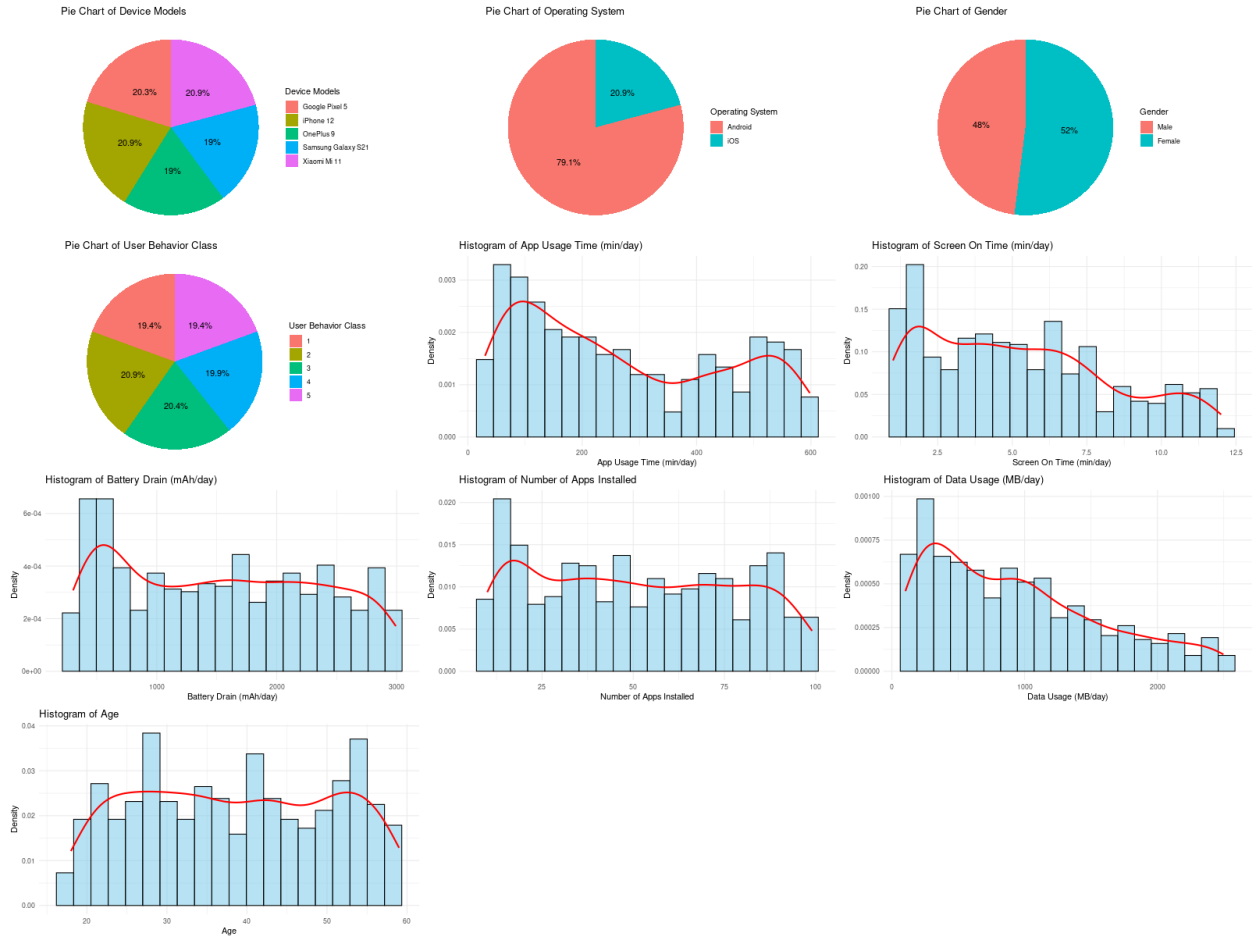 Pie Chart of Device Models
20.3%
20.9%
20.9%
19%
19%
Device Models
Google Pixel 5
iPhone 12
OnePlus 9
Samsung Galaxy S21
Xiaomi Mi 11
Pie Chart of Operating System
20.9%
79.1%
Operating System
Android
iOS
Pie Chart of Gender
48%
52%
Gender
Male
Female
Pie Chart of User Behavior Class
19.4%
19.4%
20.9%
19.9%
20.4%
User Behavior Class
1
2
3
4
5
Histogram of App Usage Time (min/day)
Density
0.003
0.002
0.001
0.000
0 200 400 600
App Usage Time (min/day)
Histogram of Screen On Time (min/day)
Density
0.20
0.15
0.10
0.05
0.00
2.5 5.0 7.5 10.0 12.5
Screen On Time (min/day)
Histogram of Battery Drain (mAh/day)
Density
6e-04
4e-04
2e-04
0e+00
1000 2000 3000
Battery Drain (mAh/day)
Histogram of Number of Apps Installed
Density
0.020
0.015
0.010
0.005
0.000
25 50 75 100
Number of Apps Installed
Histogram of Data Usage (MB/day)
Density
0.00100
0.00075
0.00050
0.00025
0.00000
0 1000 2000
Data Usage (MB/day)
Histogram of Age
Density
0.04
0.03
0.02
0.01
0.00
20 30 40 50 60
Age